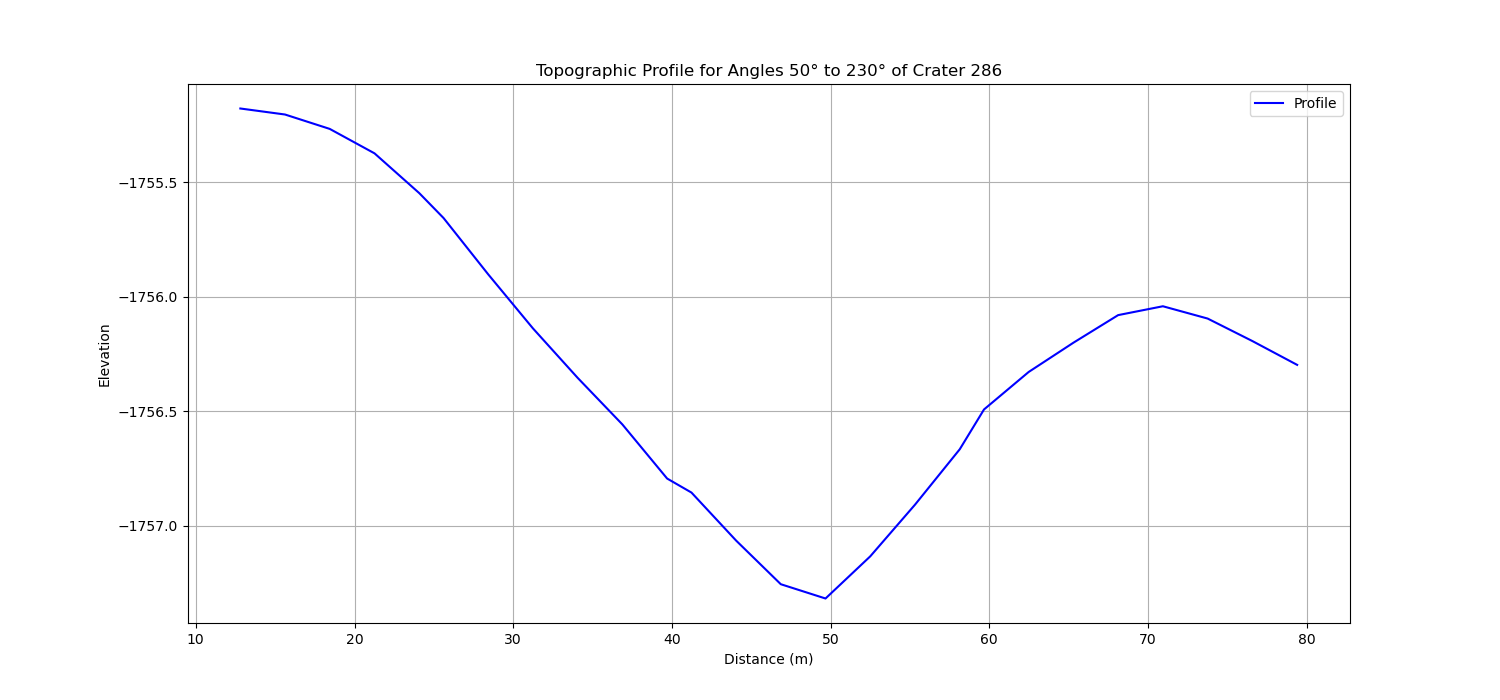 Topographic Profile for Angles 50° to 230° of Crater 286
Profile
−1755.5
−1756.0
−1756.5
−1757.0
Elevation
10 20 30 40 50 60 70 80
Distance (m)